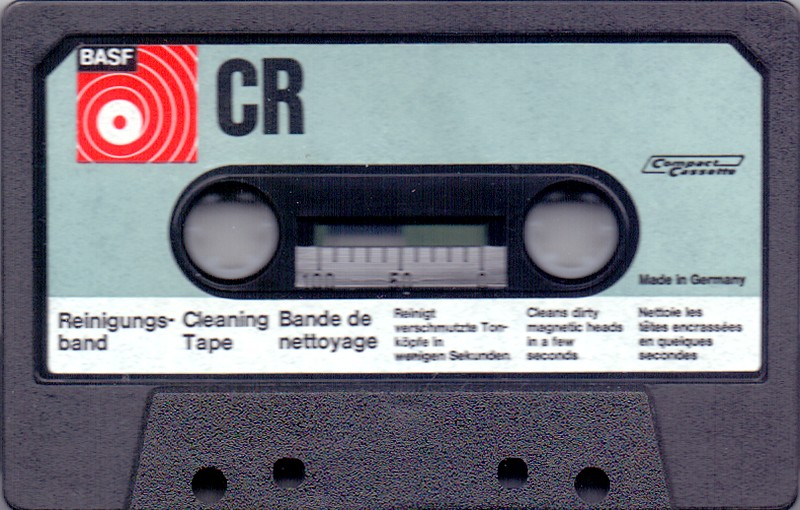 BASF
CR
Compact
Cassette
100 50 0
Made in Germany
Reinigungs-
band
Cleaning
Tape
Bande de
nettoyage
Reinigt
verschmutzte Ton-
köpfe in
wenigen Sekunden.
Cleans dirty
magnetic heads
in a few
seconds
Nettoie les
têtes encrassées
en quelques
secondes